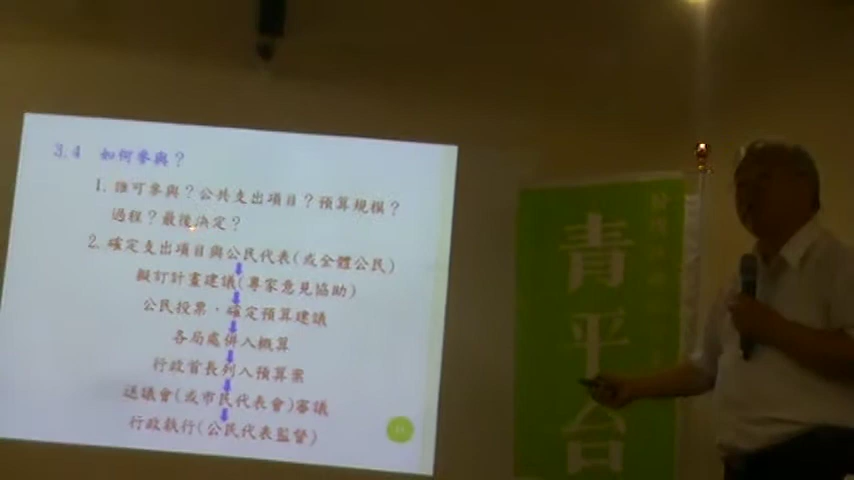 3.4 如何參與？
1. 誰可參與？公共支出項目？預算規模？
過程？最後決定？
2. 確定支出項目與公民代表(或全體公民)
擬訂計畫建議(專家意見協助)
公民投票，確定預算建議
各局處併入概算
行政首長列入預算案
送議會(或市民代表會)審議
行政執行(公民代表監督)
青平台